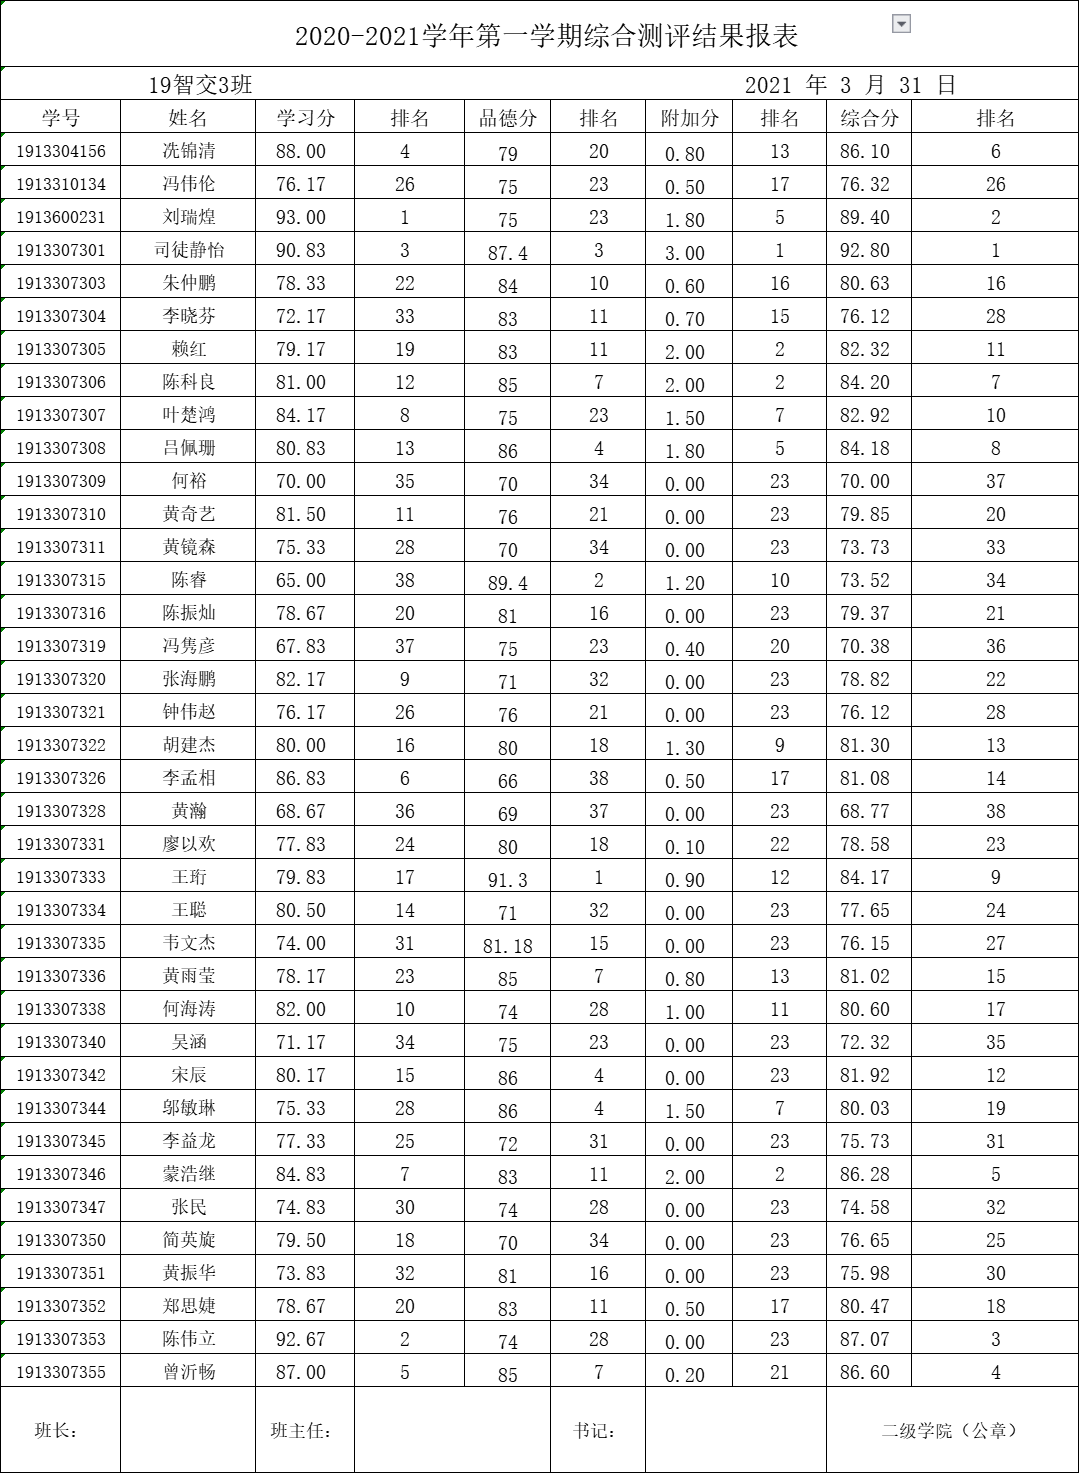 2020-2021学年第一学期综合测评结果报表
19智交3班 2021 年 3 月 31 日
学号 姓名 学习分 排名 品德分 排名 附加分 排名 综合分 排名
1913304156 冼锦清 88.00 4 79 20 0.80 13 86.10 6
1913310134 冯伟伦 76.17 26 75 23 0.50 17 76.32 26
1913600231 刘瑞煌 93.00 1 75 23 1.80 5 89.40 2
1913307301 司徒静怡 90.83 3 87.4 3 3.00 1 92.80 1
1913307303 朱仲鹏 78.33 22 84 10 0.60 16 80.63 16
1913307304 李晓芬 72.17 33 83 11 0.70 15 76.12 28
1913307305 赖红 79.17 19 83 11 2.00 2 82.32 11
1913307306 陈科良 81.00 12 85 7 2.00 2 84.20 7
1913307307 叶楚鸿 84.17 8 75 23 1.50 7 82.92 10
1913307308 吕佩珊 80.83 13 86 4 1.80 5 84.18 8
1913307309 何裕 70.00 35 70 34 0.00 23 70.00 37
1913307310 黄奇艺 81.50 11 76 21 0.00 23 79.85 20
1913307311 黄镜森 75.33 28 70 34 0.00 23 73.73 33
1913307315 陈睿 65.00 38 89.4 2 1.20 10 73.52 34
1913307316 陈振灿 78.67 20 81 16 0.00 23 79.37 21
1913307319 冯隽彦 67.83 37 75 23 0.40 20 70.38 36
1913307320 张海鹏 82.17 9 71 32 0.00 23 78.82 22
1913307321 钟伟赵 76.17 26 76 21 0.00 23 76.12 28
1913307322 胡建杰 80.00 16 80 18 1.30 9 81.30 13
1913307326 李孟相 86.83 6 66 38 0.50 17 81.08 14
1913307328 黄瀚 68.67 36 69 37 0.00 23 68.77 38
1913307331 廖以欢 77.83 24 80 18 0.10 22 78.58 23
1913307333 王珩 79.83 17 91.3 1 0.90 12 84.17 9
1913307334 王聪 80.50 14 71 32 0.00 23 77.65 24
1913307335 韦文杰 74.00 31 81.18 15 0.00 23 76.15 27
1913307336 黄雨莹 78.17 23 85 7 0.80 13 81.02 15
1913307338 何海涛 82.00 10 74 28 1.00 11 80.60 17
1913307340 吴涵 71.17 34 75 23 0.00 23 72.32 35
1913307342 宋辰 80.17 15 86 4 0.00 23 81.92 12
1913307344 邬敏琳 75.33 28 86 4 1.50 7 80.03 19
1913307345 李益龙 77.33 25 72 31 0.00 23 75.73 31
1913307346 蒙浩继 84.83 7 83 11 2.00 2 86.28 5
1913307347 张民 74.83 30 74 28 0.00 23 74.58 32
1913307350 简英旋 79.50 18 70 34 0.00 23 76.65 25
1913307351 黄振华 73.83 32 81 16 0.00 23 75.98 30
1913307352 郑思婕 78.67 20 83 11 0.50 17 80.47 18
1913307353 陈伟立 92.67 2 74 28 0.00 23 87.07 3
1913307355 曾沂畅 87.00 5 85 7 0.20 21 86.60 4
班长： 班主任： 书记： 二级学院（公章）